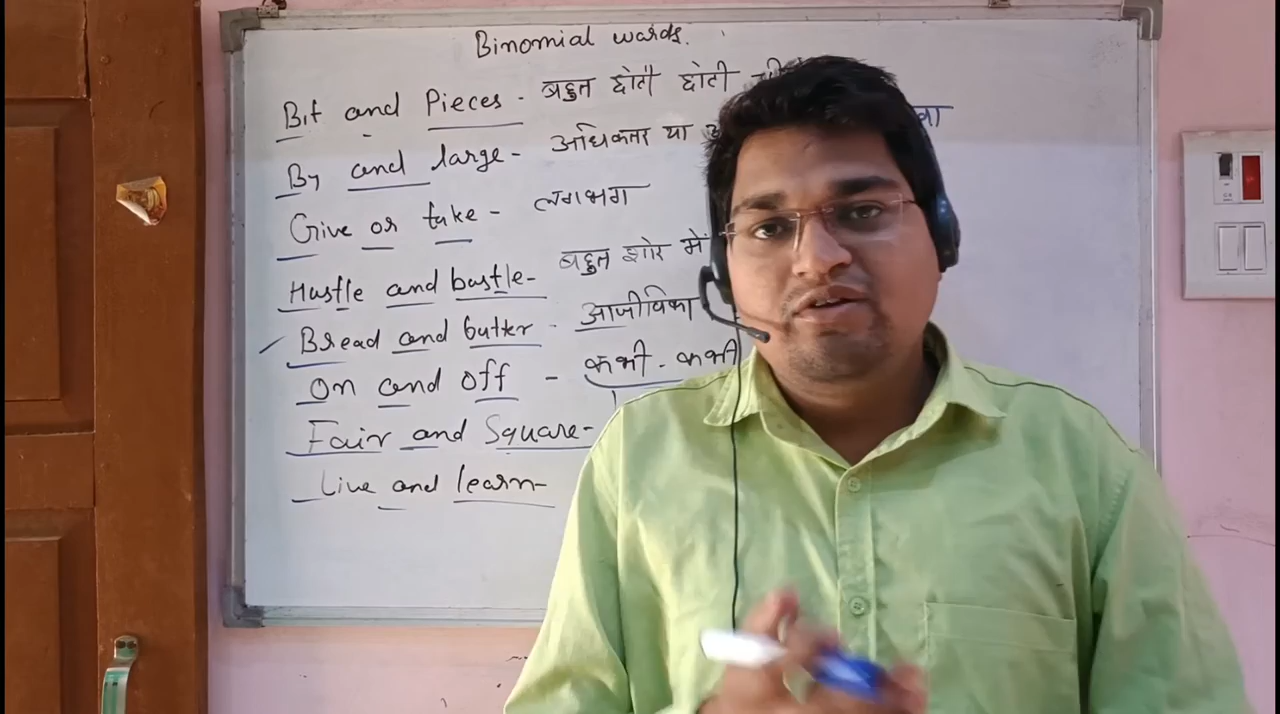 Binomial words.
Bit and Pieces - बहुत छोटी छोटी
By and large - अधिकतर या
Give or take - लगभग
Hustle and bustle - बहुत शोर में
Bread and butter - आजीविका
On and off - कभी - कभी
Fair and Square -
Live and learn -